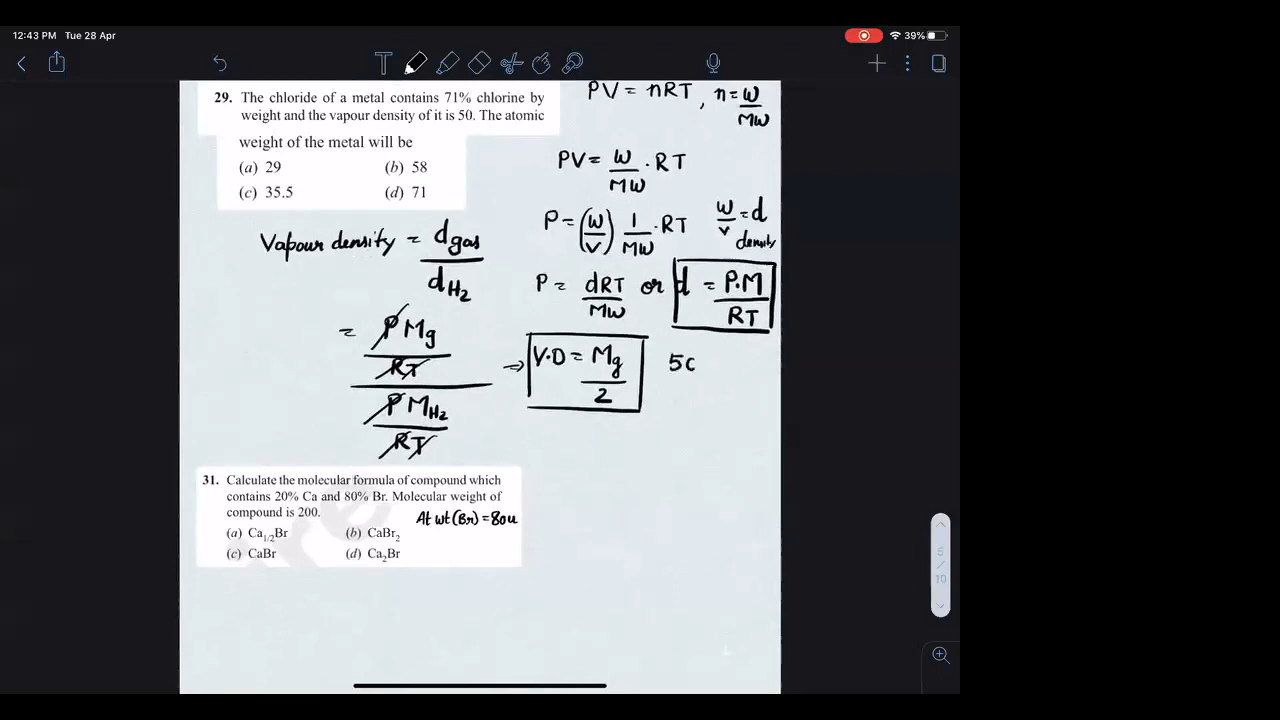 12:43 PM Tue 28 Apr
39%
29. The chloride of a metal contains 71% chlorine by
weight and the vapour density of it is 50. The atomic
weight of the metal will be
(a) 29 (b) 58
(c) 35.5 (d) 71
PV = nRT, n = w/MW
PV = w/MW · RT
P = (w/v) 1/MW · RT w/v = d
density
P = dRT/MW or d = P.M/RT
Vapour density = dgas/dH₂
= PMg/RT / PMH₂/RT
⇒ V.D = Mg/2 50
31. Calculate the molecular formula of compound which
contains 20% Ca and 80% Br. Molecular weight of
compound is 200.
At wt (Br) = 80u
(a) Ca₁/₂Br (b) CaBr₂
(c) CaBr (d) Ca₂Br
5
/
10